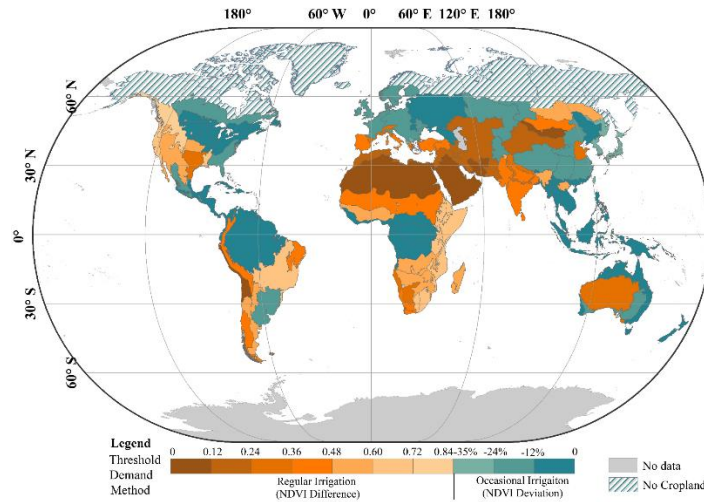 180° 60° W 0° 60° E 120° E 180°
60° N
30° N
0°
30° S
60° S
Legend
Threshold
Demand
Method
0 0.12 0.24 0.36 0.48 0.60 0.72 0.84-35% -24% -12% 0
Regular Irrigation
(NDVI Difference)
Occasional Irrigaiton
(NDVI Deviation)
No data
No Cropland